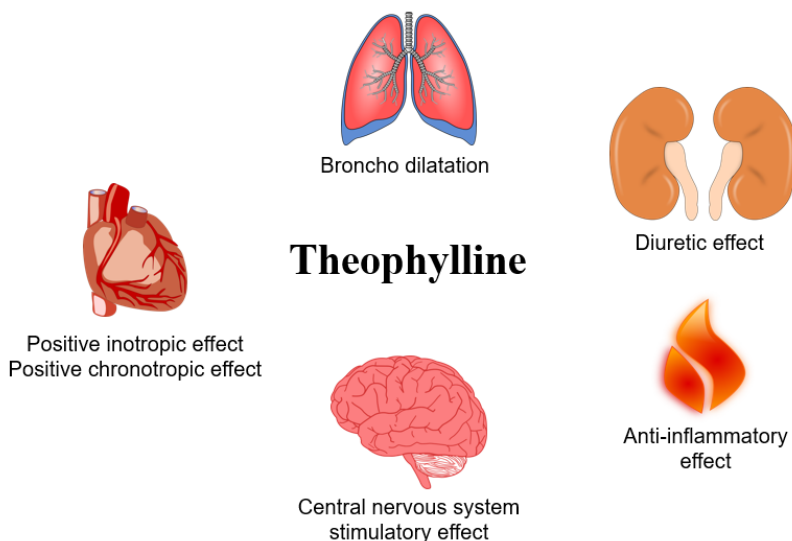 Broncho dilatation
Diuretic effect
Theophylline
Positive inotropic effect
Positive chronotropic effect
Anti-inflammatory
effect
Central nervous system
stimulatory effect